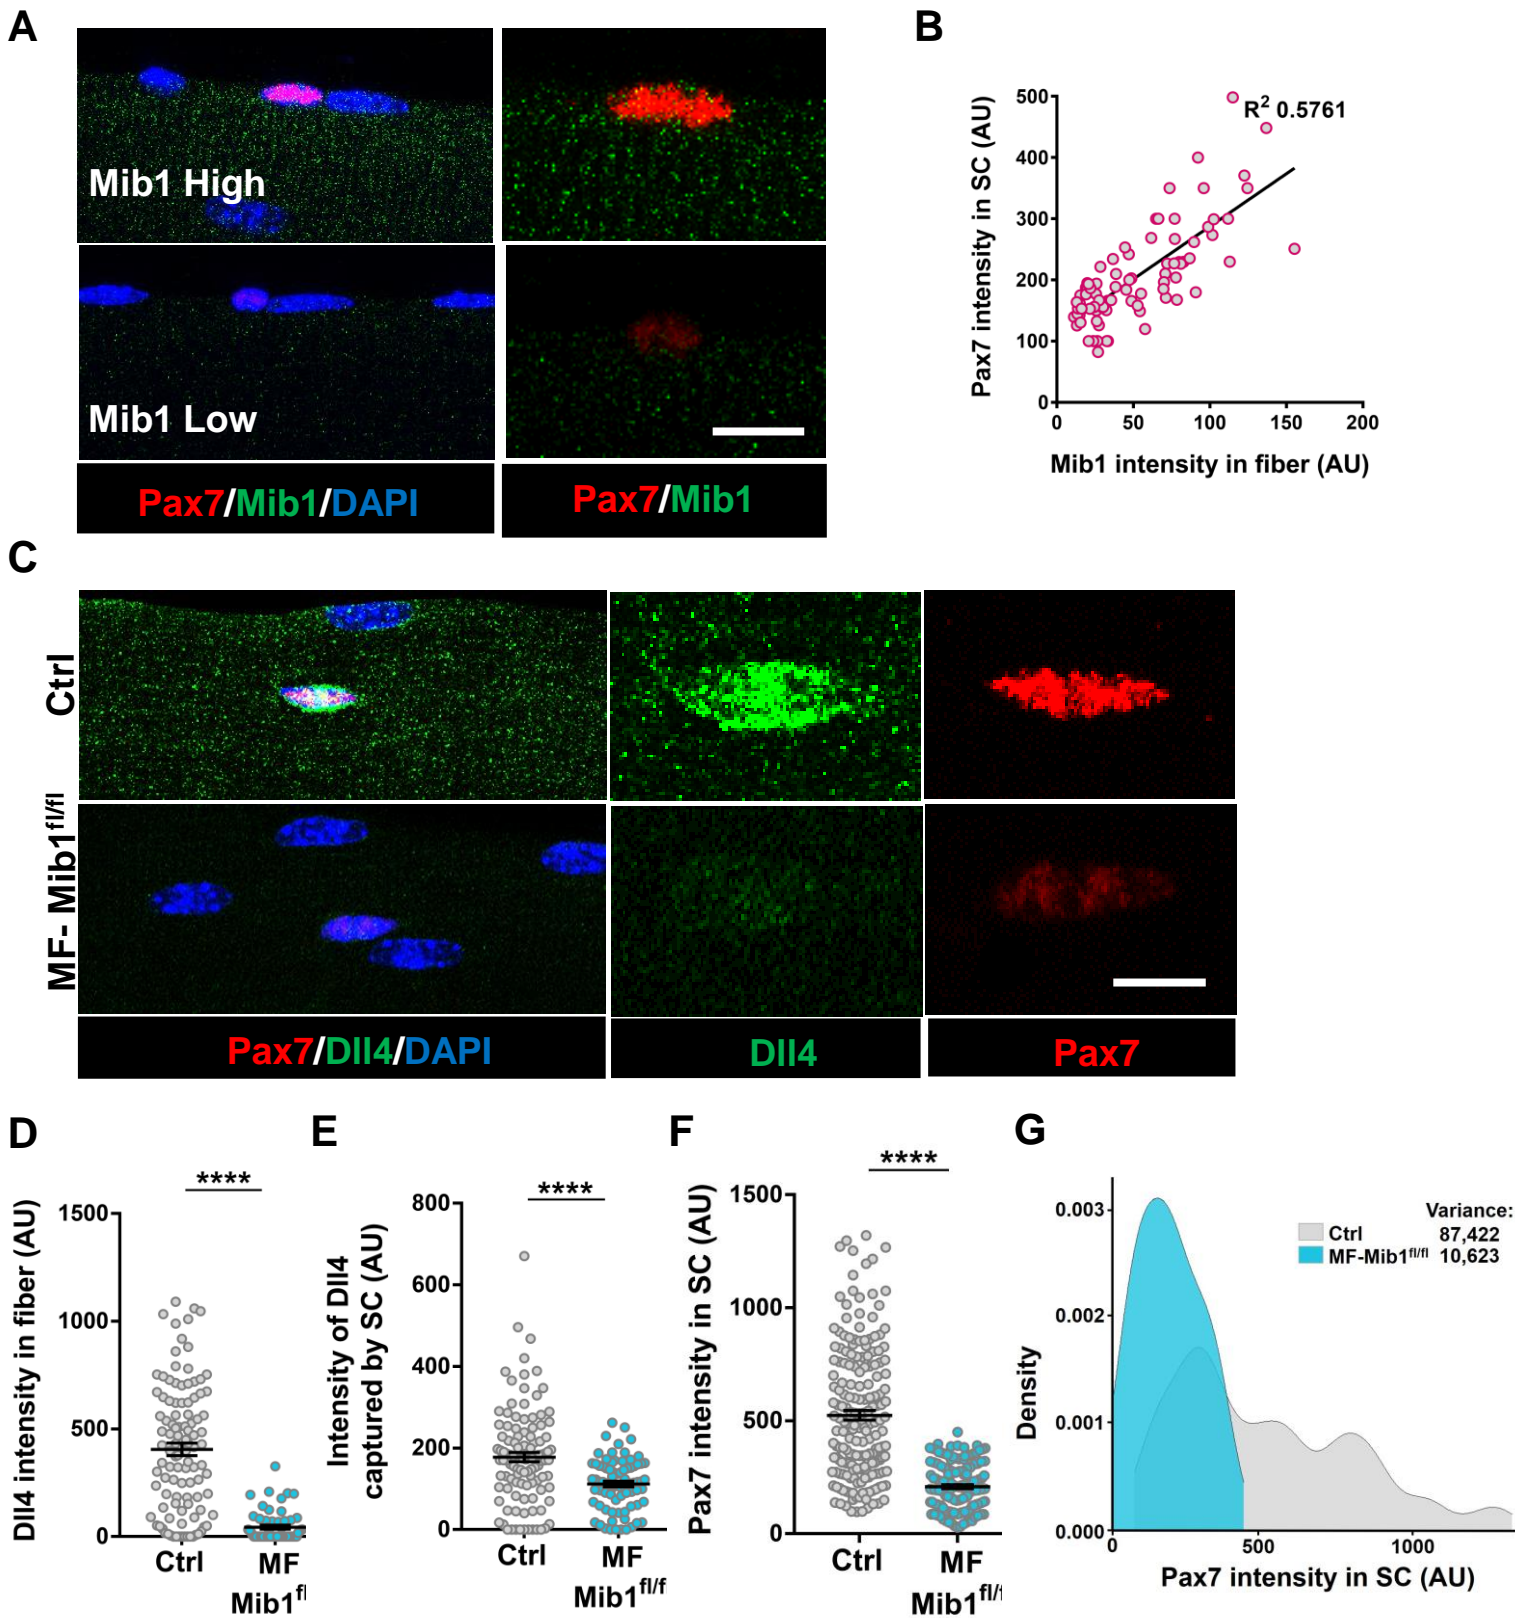 A
Mib1 High
Mib1 Low
Pax7/Mib1/DAPI
Pax7/Mib1
B
Pax7 intensity in SC (AU)
500
400
300
200
100
0
R² 0.5761
0 50 100 150 200
Mib1 intensity in fiber (AU)
C
Ctrl
MF- Mib1fl/fl
Pax7/Dll4/DAPI
Dll4
Pax7
D
Dll4 intensity in fiber (AU)
****
1500
1000
500
0
Ctrl MF
Mib1fl
E
Intensity of Dll4
captured by SC (AU)
****
800
600
400
200
0
Ctrl MF
Mib1fl/f
F
Pax7 intensity in SC (AU)
****
1500
1000
500
0
Ctrl MF
Mib1fl/f
G
Density
0.003
0.002
0.001
0.000
Variance:
Ctrl 87,422
MF-Mib1fl/fl 10,623
0 500 1000
Pax7 intensity in SC (AU)